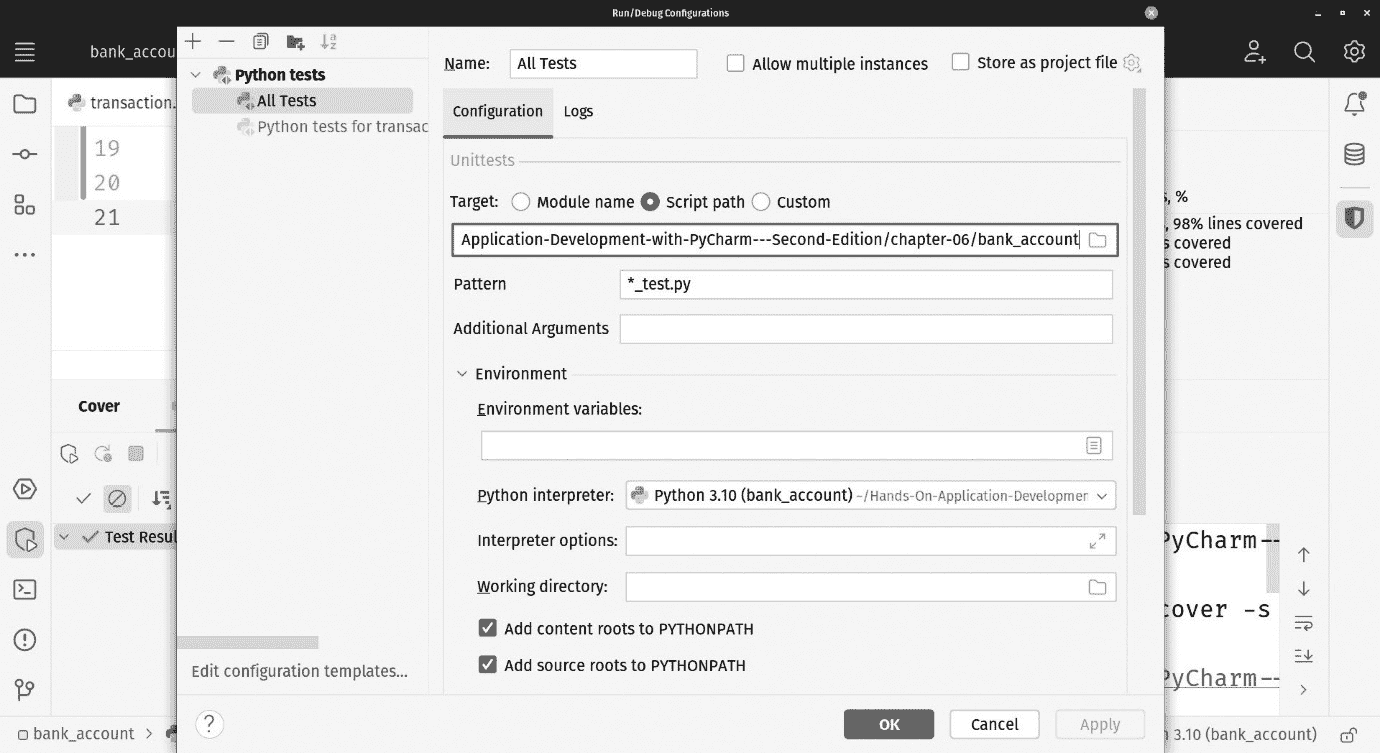 Run/Debug Configurations
bank_accou
transaction.
19
20
21
Cover
Test Resul
bank_account
Python tests
All Tests
Python tests for transac
Edit configuration templates...
Name: All Tests Allow multiple instances Store as project file
Configuration Logs
Unittests
Target: Module name Script path Custom
Application-Development-with-PyCharm---Second-Edition/chapter-06/bank_account
Pattern *_test.py
Additional Arguments
Environment
Environment variables:
Python interpreter: Python 3.10 (bank_account) ~/Hands-On-Application-Developmer
Interpreter options:
Working directory:
Add content roots to PYTHONPATH
Add source roots to PYTHONPATH
? OK Cancel Apply
s, %
s, 98% lines covered
s covered
s covered
PyCharm--
cover -s
PyCharm--
3.10 (bank_account)